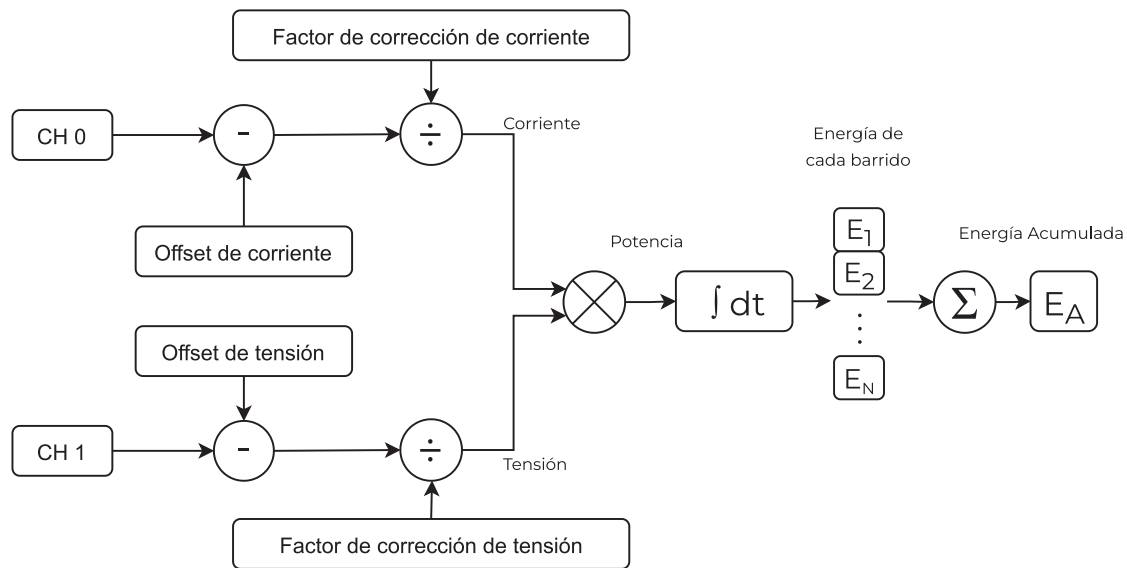 Factor de corrección de corriente
CH 0
-
÷
Corriente
Offset de corriente
Energía de
cada barrido
Potencia
E1
E2
EN
∫ dt
Energía Acumulada
Σ
EA
Offset de tensión
CH 1
-
÷
Tensión
Factor de corrección de tensión